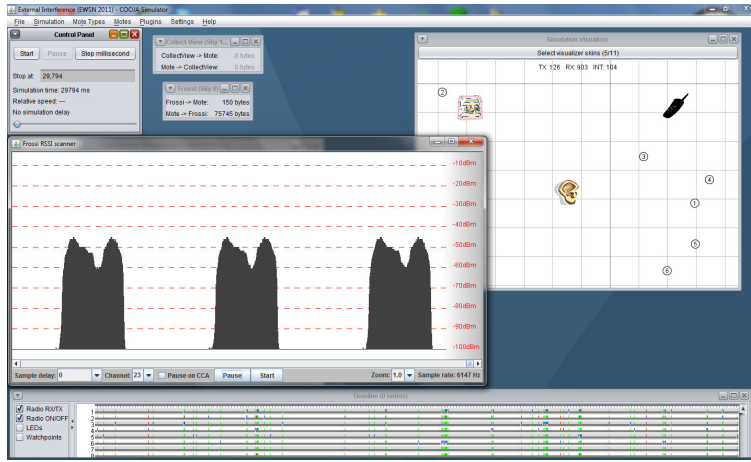 External Interference (EWSN 2011) - COOJA Simulator
File Simulation Mote Types Motes Plugins Settings Help
Control Panel
Start Pause Step millisecond
Stop at: 29,794
Simulation time: 29794 ms
Relative speed: ---
No simulation delay
Collect View (Sky 1...
CollectView -> Mote: 0 bytes
Mote -> CollectView: 0 bytes
Frossi (Sky 8)
Frossi -> Mote: 150 bytes
Mote -> Frossi: 75745 bytes
Simulation Visualizer
Select visualizer skins (5/11)
TX: 126 RX: 903 INT: 104
2
3
4
1
5
6
Frossi RSSI scanner
-10dBm
-20dBm
-30dBm
-40dBm
-50dBm
-60dBm
-70dBm
-80dBm
-90dBm
-100dBm
Sample delay: 0 Channel: 23 Pause on CCA Pause Start Zoom: 1.0 Sample rate: 6147 Hz
Timeline (8 motes)
Radio RX/TX
Radio ON/OFF
LEDs
Watchpoints
1
2
3
4
5
6
7
8